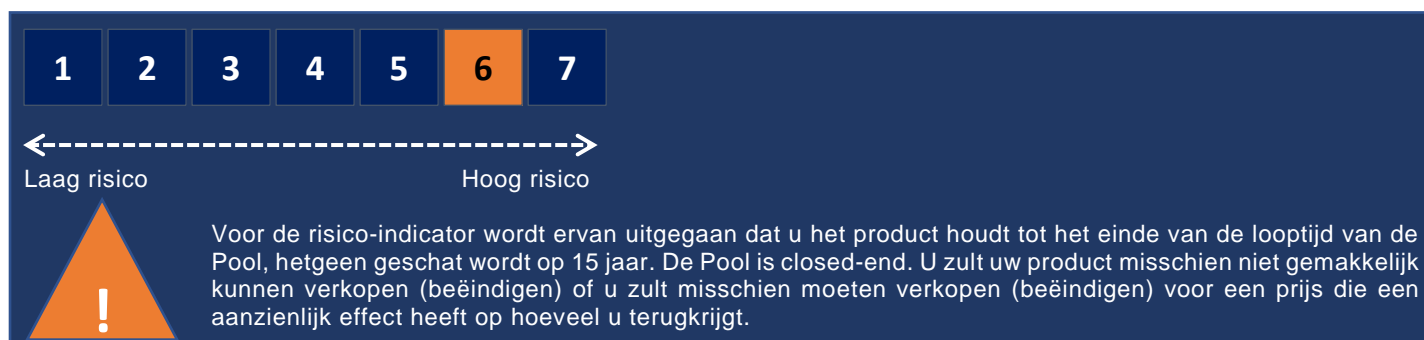 1 2 3 4 5 6 7
Laag risico Hoog risico
Voor de risico-indicator wordt ervan uitgegaan dat u het product houdt tot het einde van de looptijd van de
Pool, hetgeen geschat wordt op 15 jaar. De Pool is closed-end. U zult uw product misschien niet gemakkelijk
kunnen verkopen (beëindigen) of u zult misschien moeten verkopen (beëindigen) voor een prijs die een
aanzienlijk effect heeft op hoeveel u terugkrijgt.
!